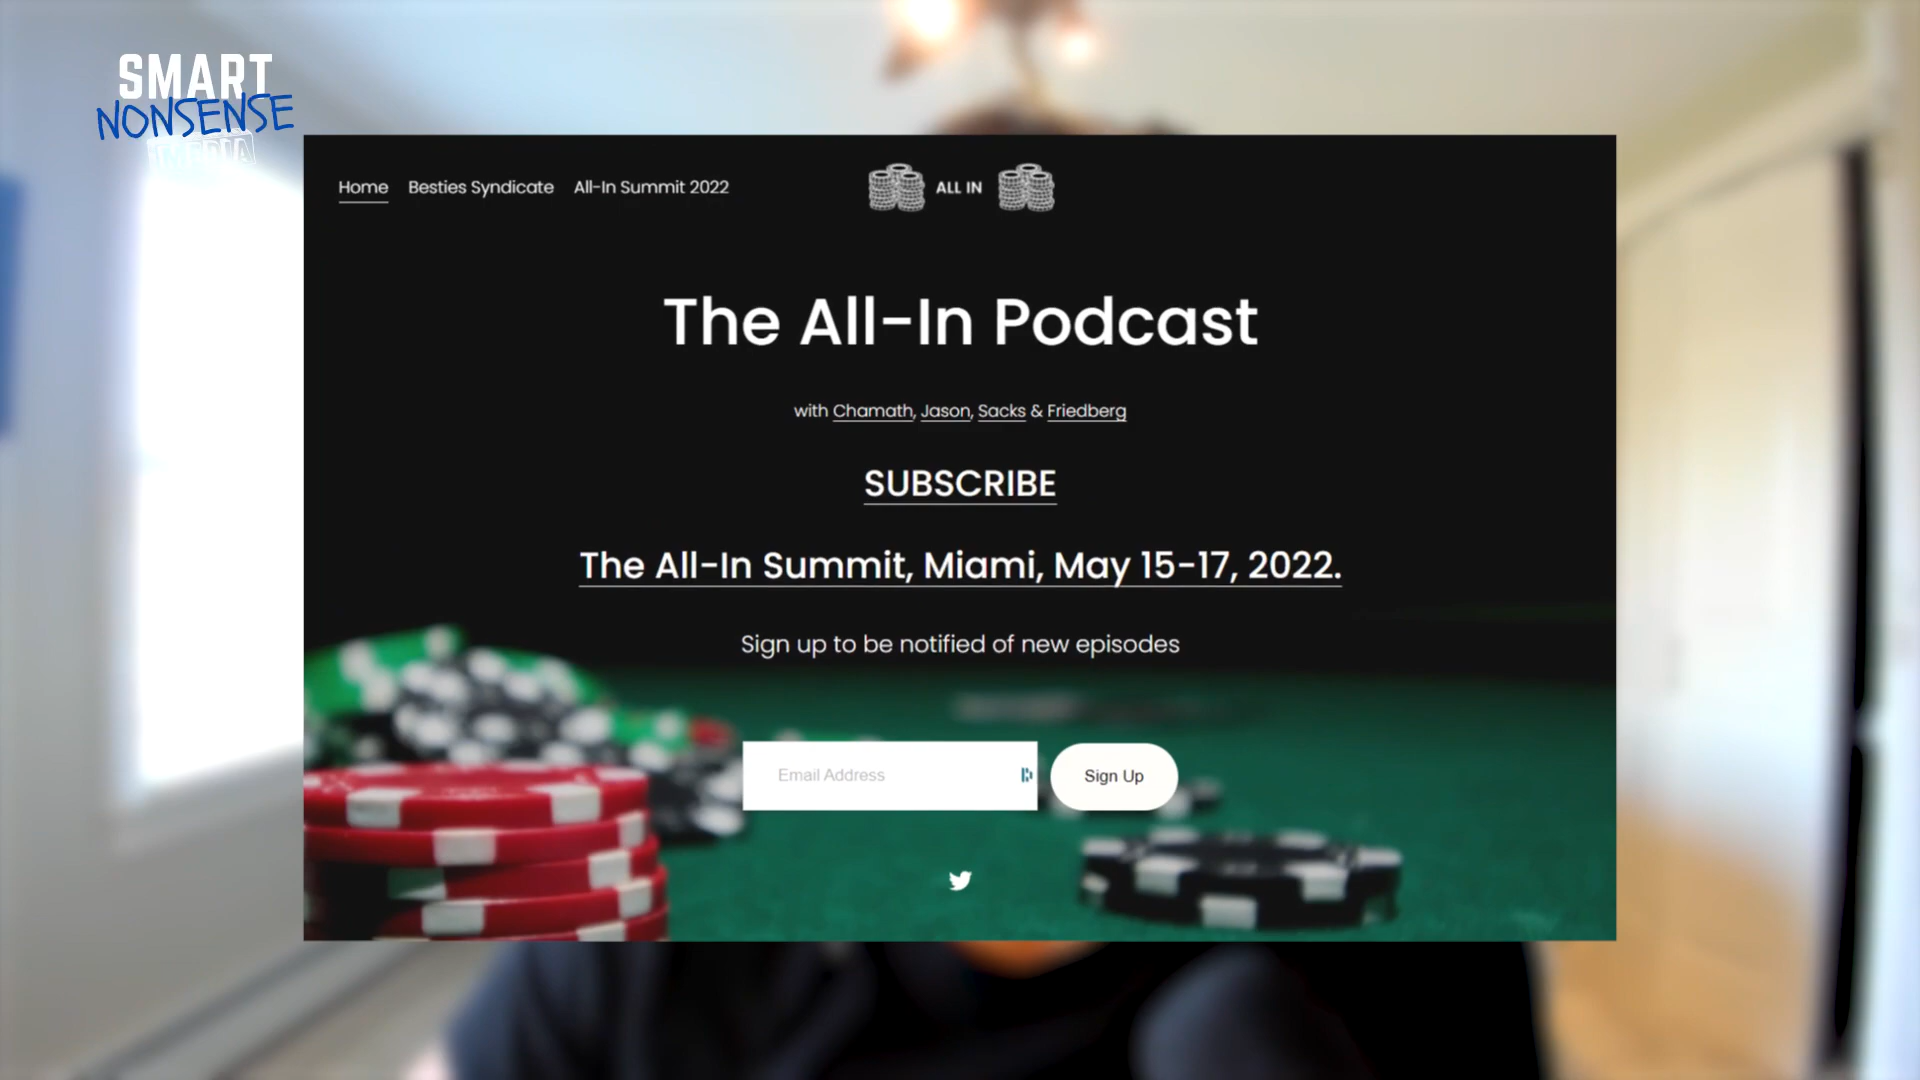 SMART
NONSENSE
MEDIA
Home Besties Syndicate All-In Summit 2022 ALL IN
The All-In Podcast
with Chamath, Jason, Sacks & Friedberg
SUBSCRIBE
The All-In Summit, Miami, May 15-17, 2022.
Sign up to be notified of new episodes
Email Address Sign Up